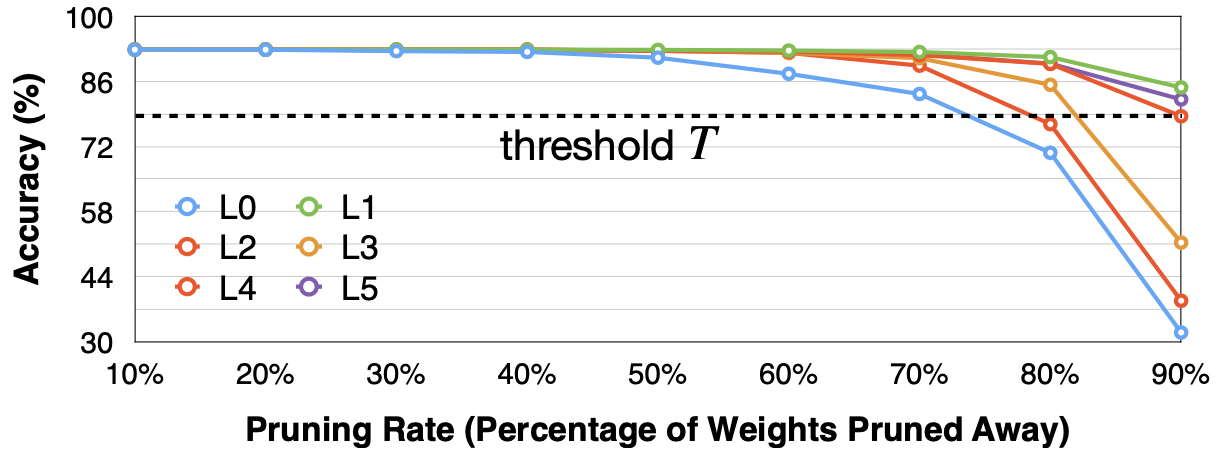 100
86
72
58
44
30
Accuracy (%)
threshold T
L0 L1
L2 L3
L4 L5
10% 20% 30% 40% 50% 60% 70% 80% 90%
Pruning Rate (Percentage of Weights Pruned Away)